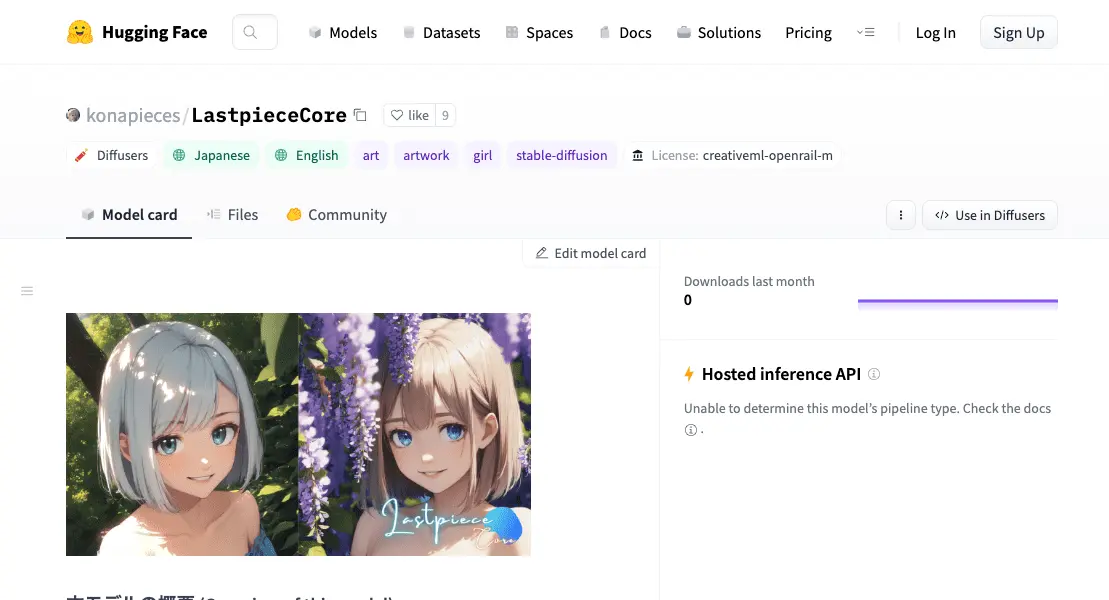 Hugging Face Models Datasets Spaces Docs Solutions Pricing Log In Sign Up
konapieces/LastpieceCore like 9
Diffusers Japanese English art artwork girl stable-diffusion License: creativeml-openrail-m
Model card Files Community Use in Diffusers
Edit model card
Downloads last month
0
Hosted inference API
Unable to determine this model's pipeline type. Check the docs
.
Lastpiece
Core